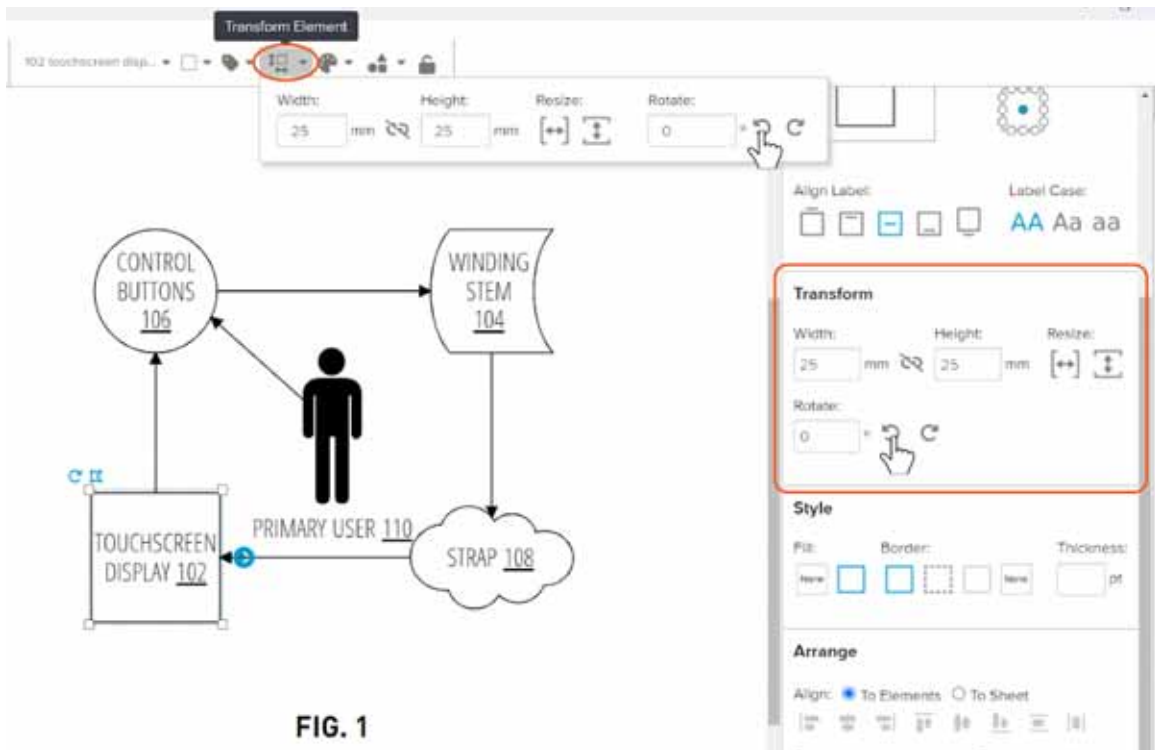 Transform Element
102 touchscreen disp...
Width: Height: Resize: Rotate:
25 mm 25 mm 0 °
Align Label: Label Case:
AA Aa aa
CONTROL
BUTTONS
106
WINDING
STEM
104
Transform
Width: Height: Resize:
25 mm 25 mm
Rotate:
0 °
PRIMARY USER 110
TOUCHSCREEN
DISPLAY 102
STRAP 108
Style
Fill: Border: Thickness:
None None pt
Arrange
Align: To Elements To Sheet
FIG. 1